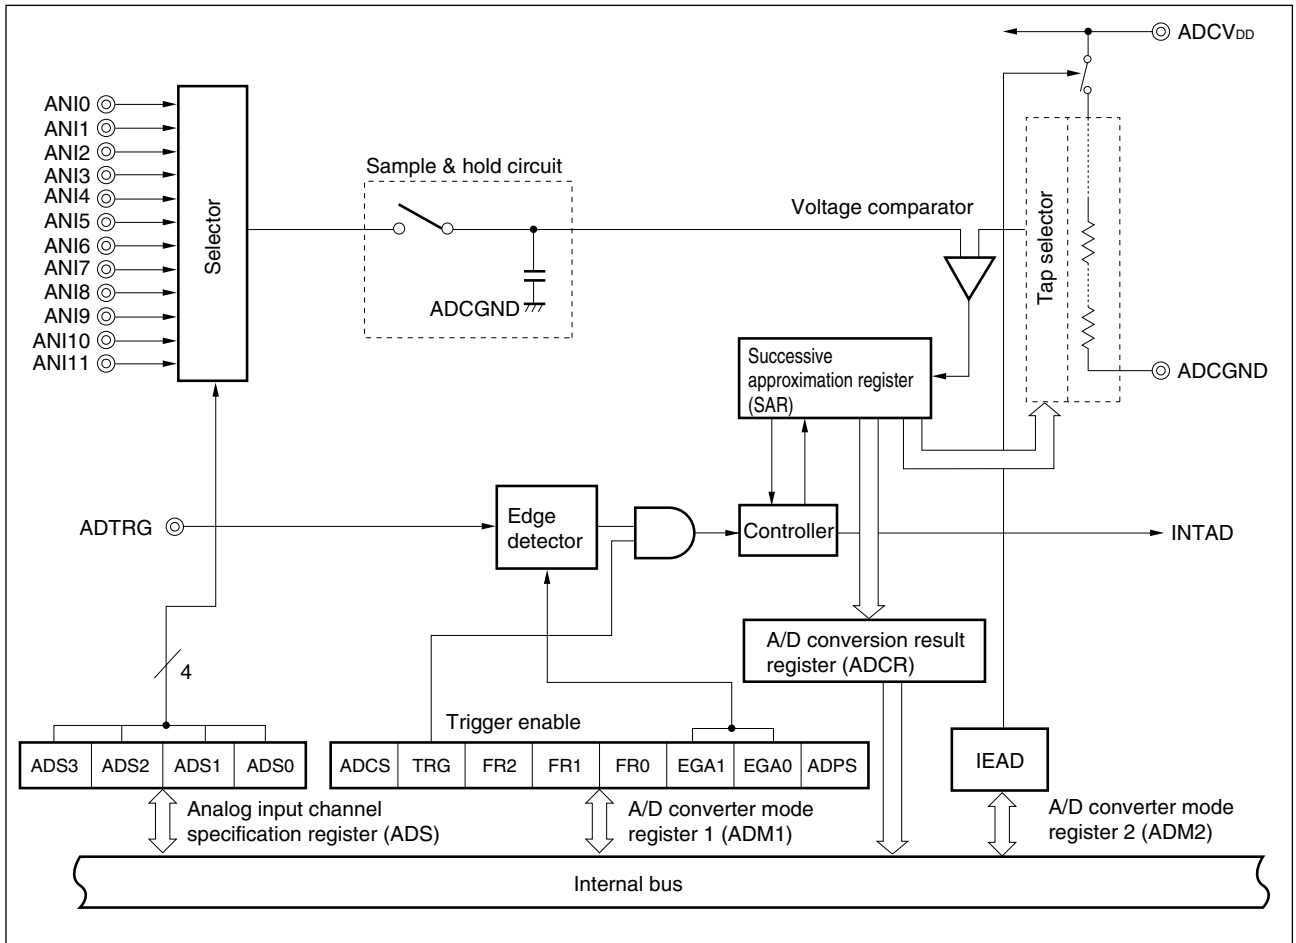 ADCVDD
ANI0
ANI1
ANI2
ANI3
ANI4
ANI5
ANI6
ANI7
ANI8
ANI9
ANI10
ANI11
Selector
Sample & hold circuit
ADCGND
Voltage comparator
Tap selector
ADCGND
Successive
approximation register
(SAR)
ADTRG
Edge
detector
Controller
INTAD
A/D conversion result
register (ADCR)
4
Trigger enable
ADS3 ADS2 ADS1 ADS0
ADCS TRG FR2 FR1 FR0 EGA1 EGA0 ADPS
IEAD
Analog input channel
specification register (ADS)
A/D converter mode
register 1 (ADM1)
A/D converter mode
register 2 (ADM2)
Internal bus